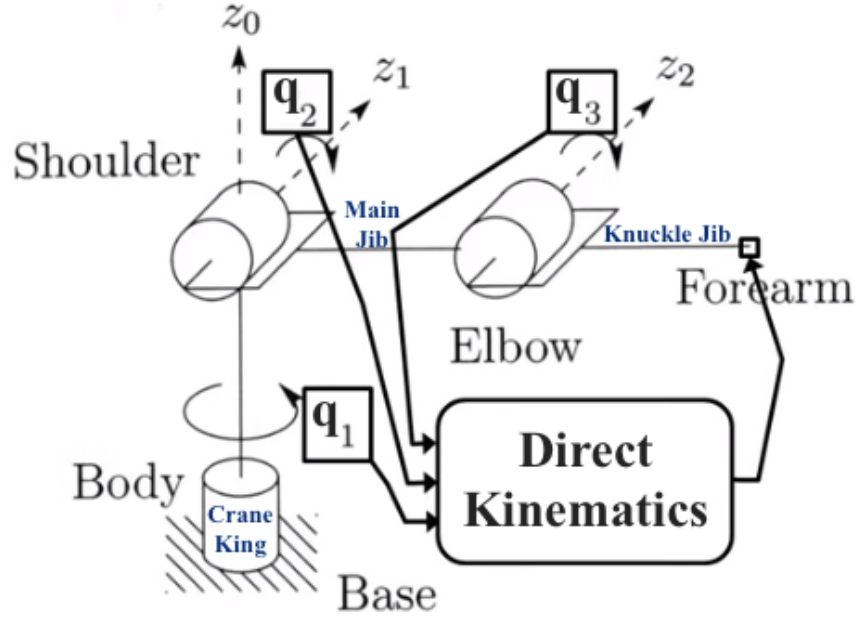 z₀
q₂
z₁
q₃
z₂
Shoulder
Main
Jib
Knuckle Jib
Forearm
Elbow
q₁
Direct
Kinematics
Body
Crane
King
Base